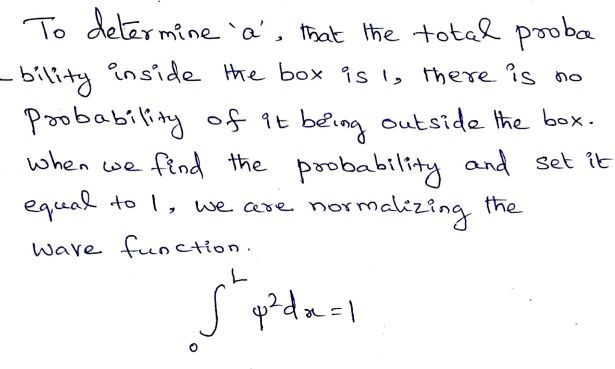 To determine 'a', that the total proba
-bility inside the box is 1, there is no
Probability of it being outside the box.
When we find the probability and set it
equal to 1, we are normalizing the
wave function.
∫₀ᴸ ψ²dx = 1